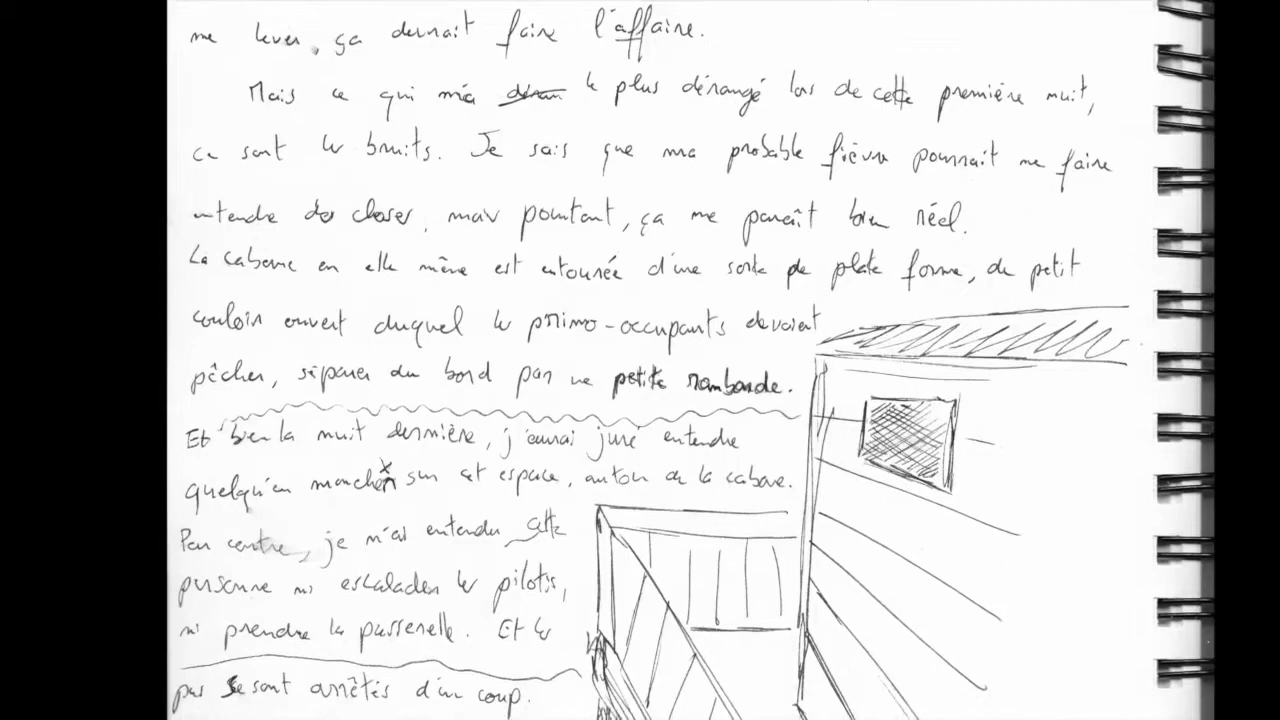 me lever, ça devrait faire l'affaire.
Mais ce qui m'a déran le plus dérangé lors de cette première nuit,
ce sont les bruits. Je sais que ma probable fièvre pourrait me faire
entendre des choses, mais pourtant, ça me paraît bien réel.
La cabane en elle même est entourée d'une sorte de plate forme, de petit
couloir ouvert duquel les primo-occupants devaient
pêcher, séparer du bord par une petite rambarde.
Et bien la nuit dernière, j'aurai juré entendre
quelqu'un marcher sur cet espace, autour de la cabane.
Par contre, je n'ai entendu cette
personne ni escalader les pilotis,
ni prendre la passerelle. Et les
pas se sont arrêtés d'un coup.